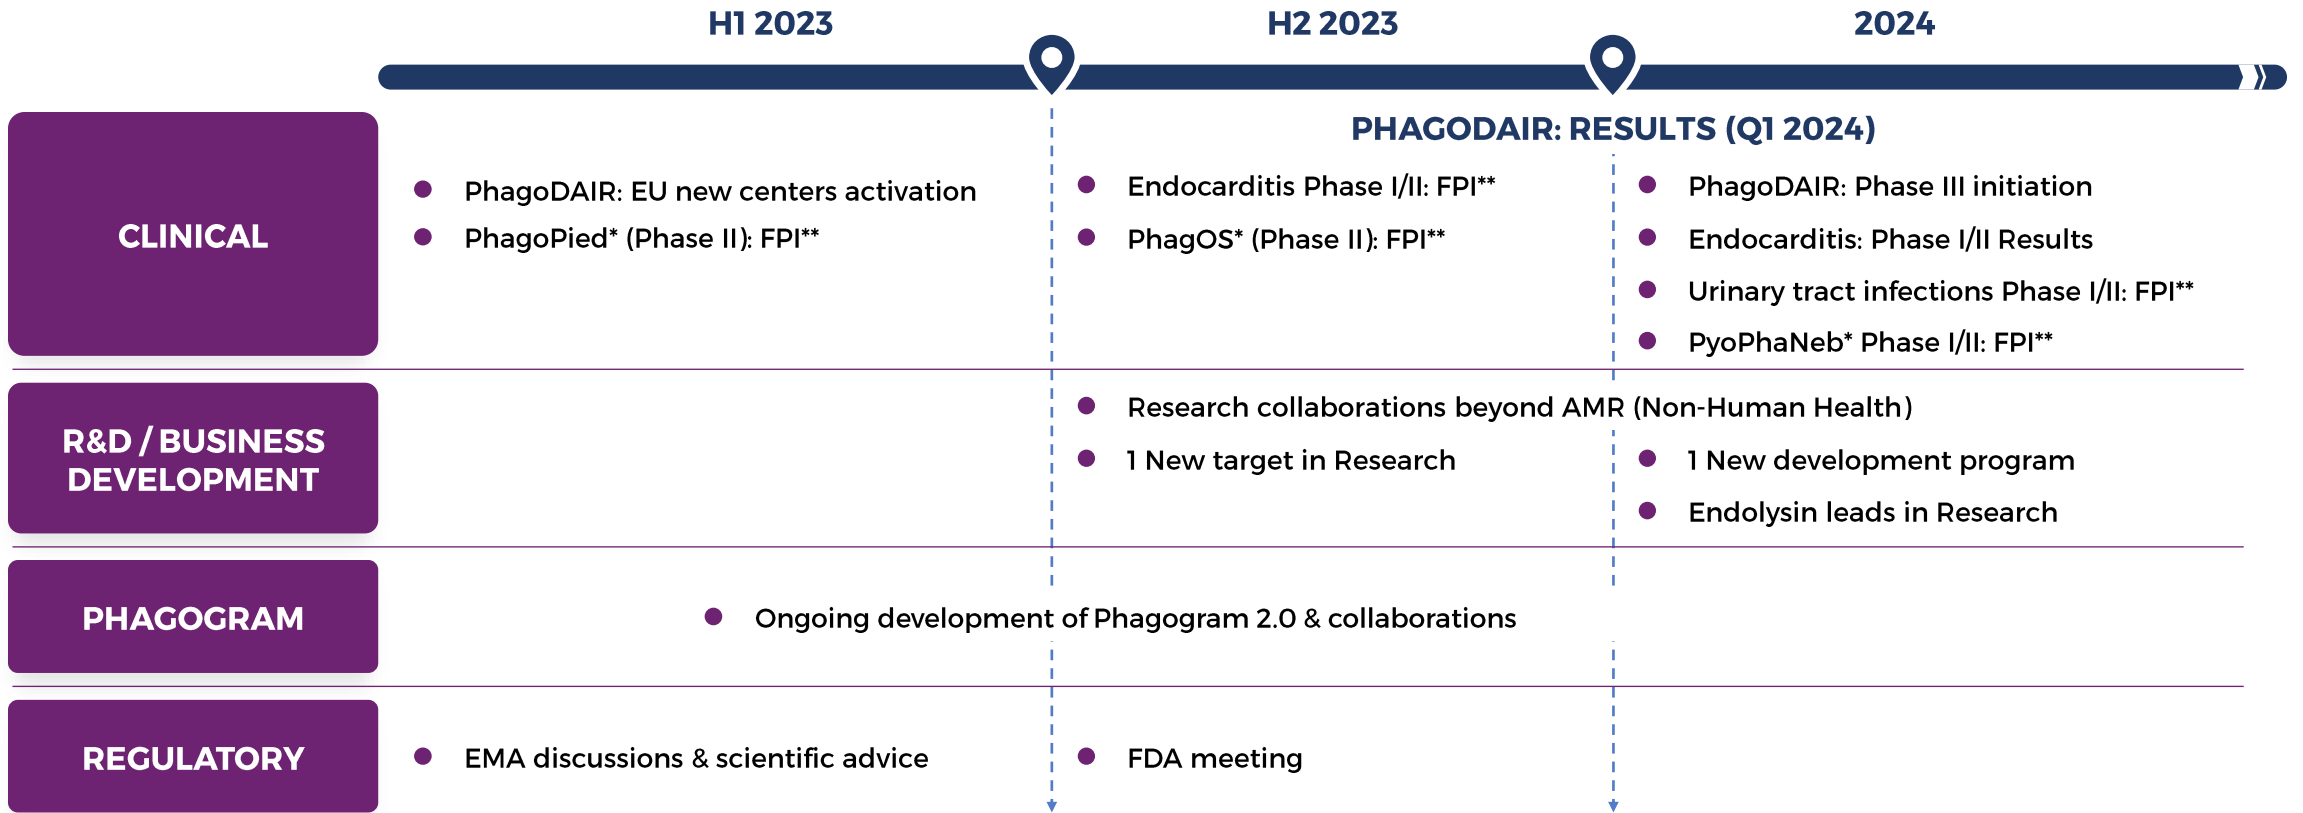 H1 2023
H2 2023
2024
PHAGODAIR: RESULTS (Q1 2024)
CLINICAL
PhagoDAIR: EU new centers activation
PhagoPied* (Phase II): FPI**
Endocarditis Phase I/II: FPI**
PhagOS* (Phase II): FPI**
PhagoDAIR: Phase III initiation
Endocarditis: Phase I/II Results
Urinary tract infections Phase I/II: FPI**
PyoPhaNeb* Phase I/II: FPI**
R&D / BUSINESS
DEVELOPMENT
Research collaborations beyond AMR (Non-Human Health)
1 New target in Research
1 New development program
Endolysin leads in Research
PHAGOGRAM
Ongoing development of Phagogram 2.0 & collaborations
REGULATORY
EMA discussions & scientific advice
FDA meeting